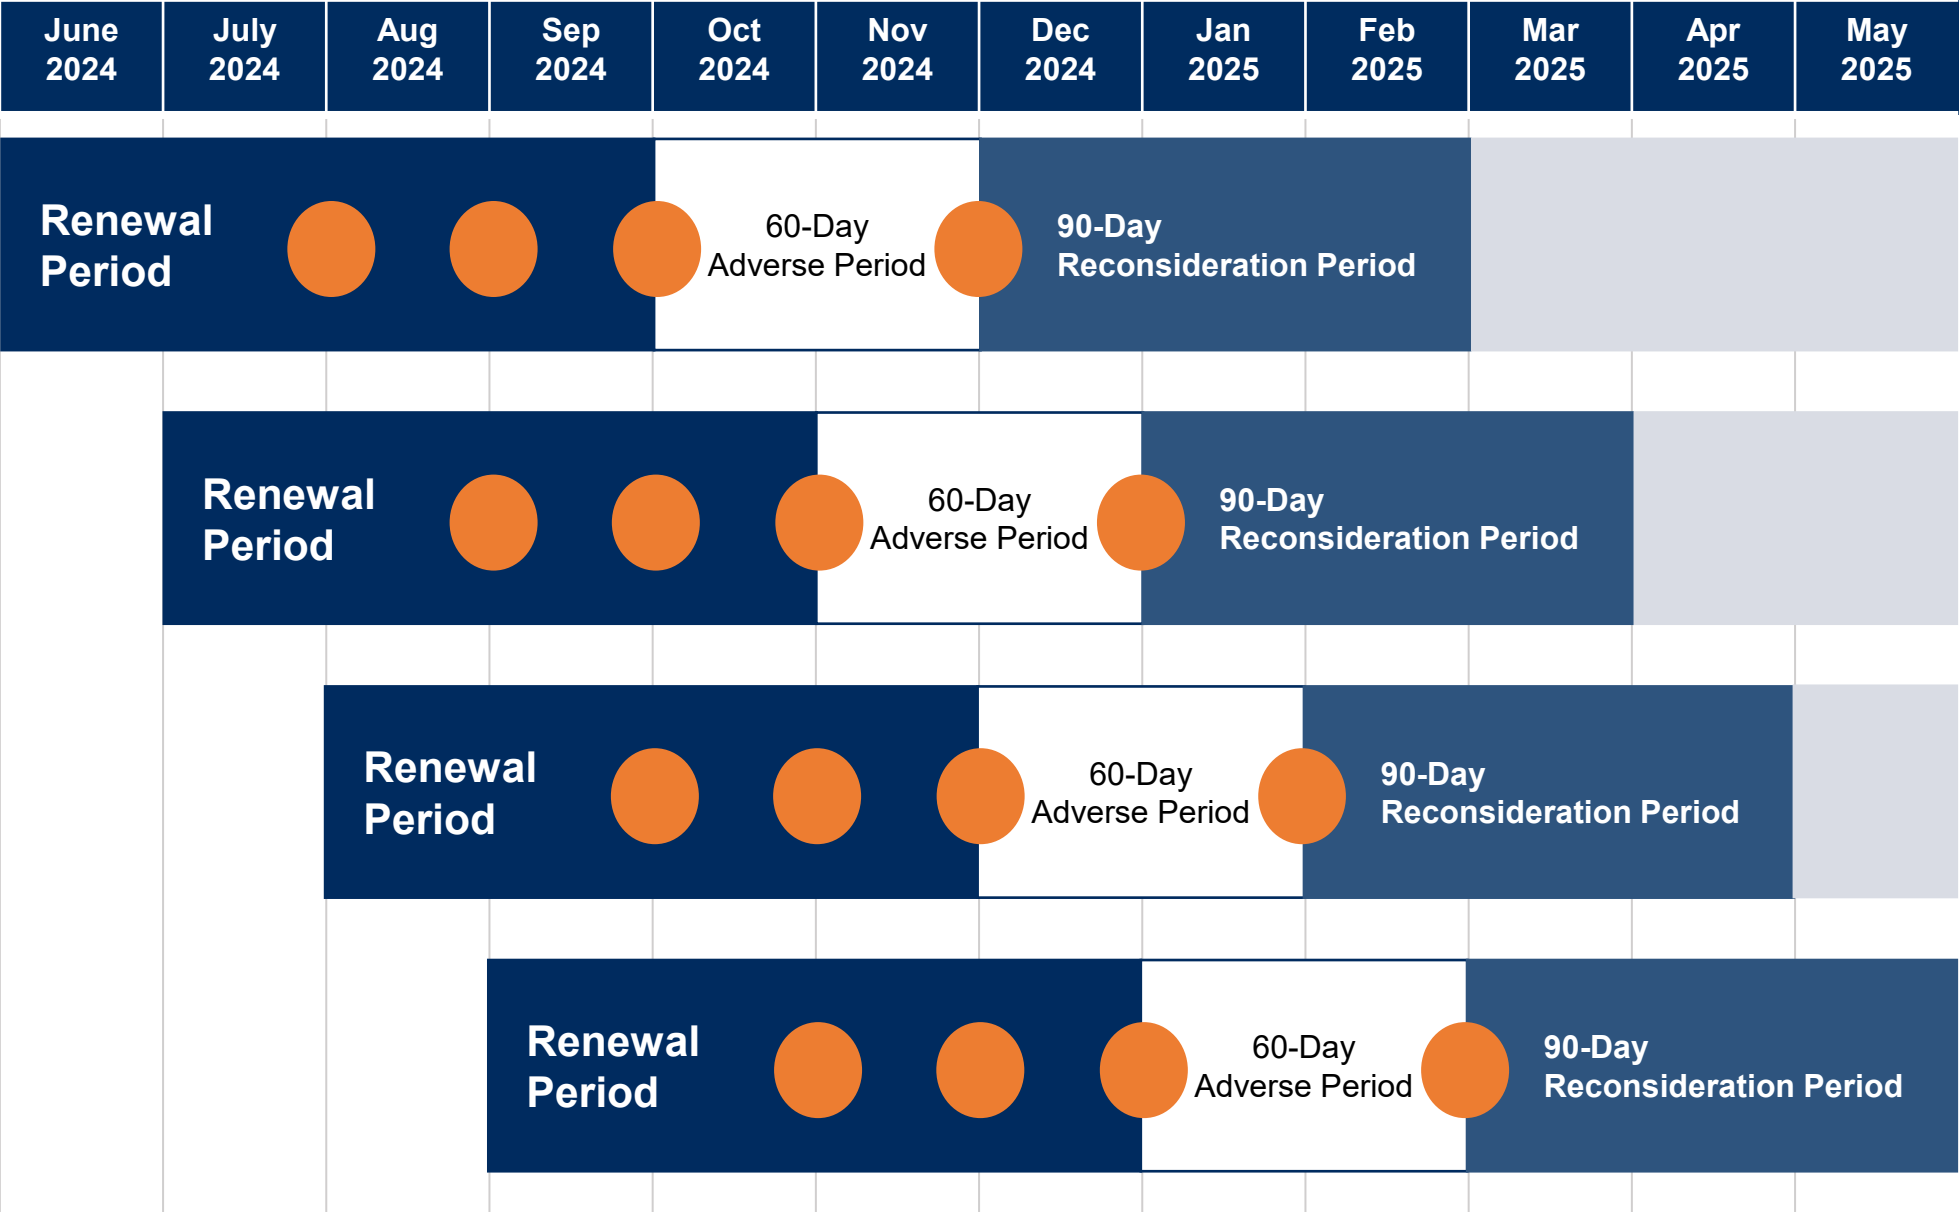 June
2024
July
2024
Aug
2024
Sep
2024
Oct
2024
Nov
2024
Dec
2024
Jan
2025
Feb
2025
Mar
2025
Apr
2025
May
2025
Renewal
Period
60-Day
Adverse Period
90-Day
Reconsideration Period
Renewal
Period
60-Day
Adverse Period
90-Day
Reconsideration Period
Renewal
Period
60-Day
Adverse Period
90-Day
Reconsideration Period
Renewal
Period
60-Day
Adverse Period
90-Day
Reconsideration Period